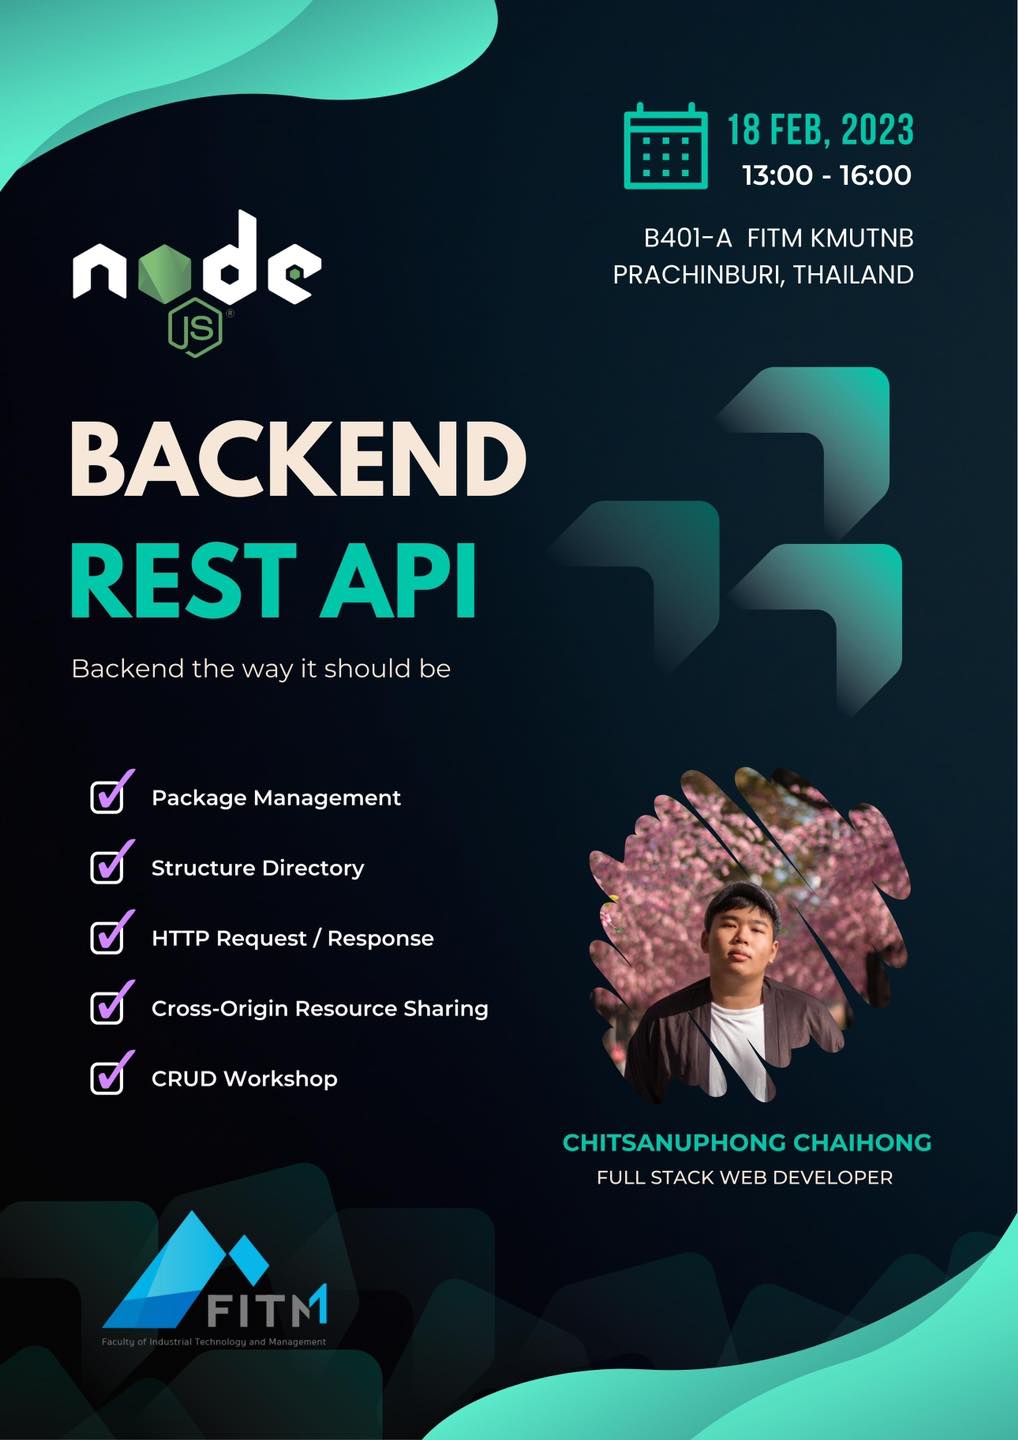 18 FEB, 2023
13:00 - 16:00
B401-A FITM KMUTNB
PRACHINBURI, THAILAND
node
JS ®
BACKEND
REST API
Backend the way it should be
Package Management
Structure Directory
HTTP Request / Response
Cross-Origin Resource Sharing
CRUD Workshop
CHITSANUPHONG CHAIHONG
FULL STACK WEB DEVELOPER
FITM
Faculty of Industrial Technology and Management